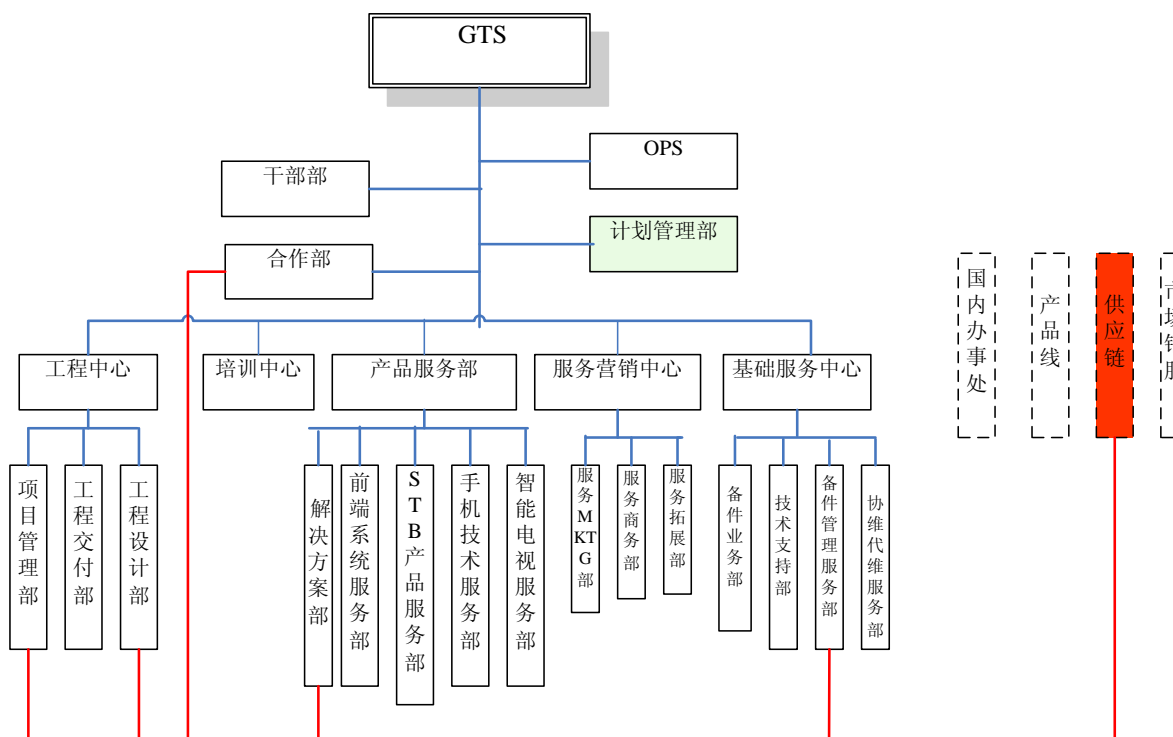 GTS
OPS
干部部
计划管理部
合作部
国内办事处
产品线
供应链
工程中心
培训中心
产品服务部
服务营销中心
基础服务中心
项目管理部
工程交付部
工程设计部
解决方案部
前端系统服务部
STB产品服务部
手机技术服务部
智能电视服务部
服务MKTG部
服务商务部
服务拓展部
备件业务部
技术支持部
备件管理服务部
协维代维服务部